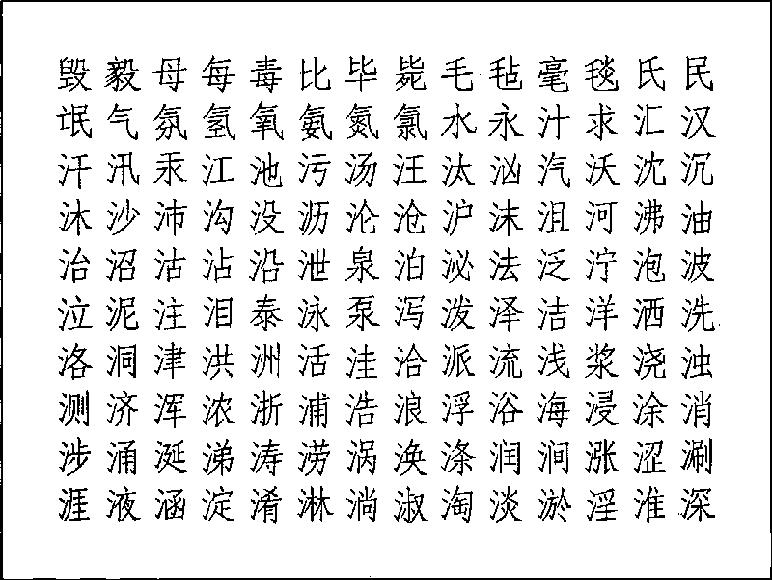 毁毅母每毒比毕毙毛毡毫毯氏民
氓气氛氢氧氨氮氯水永汁求汇汉
汗汛汞江池污汤汪汰汹汽沃沈沉
沐沙沛沟没沥沦沧沪沫沮河沸油
治沼沽沾沿泄泉泊泌法泛泞泡波
泣泥注泪泰泳泵泻泼泽洁洋洒洗
洛洞津洪洲活洼洽派流浅浆浇浊
测济浑浓浙浦浩浪浮浴海浸涂消
涉涌涎涕涛涝涡涣涤润涧涨涩涮
涯液涵淀淆淋淌淑淘淡淤淫淮深